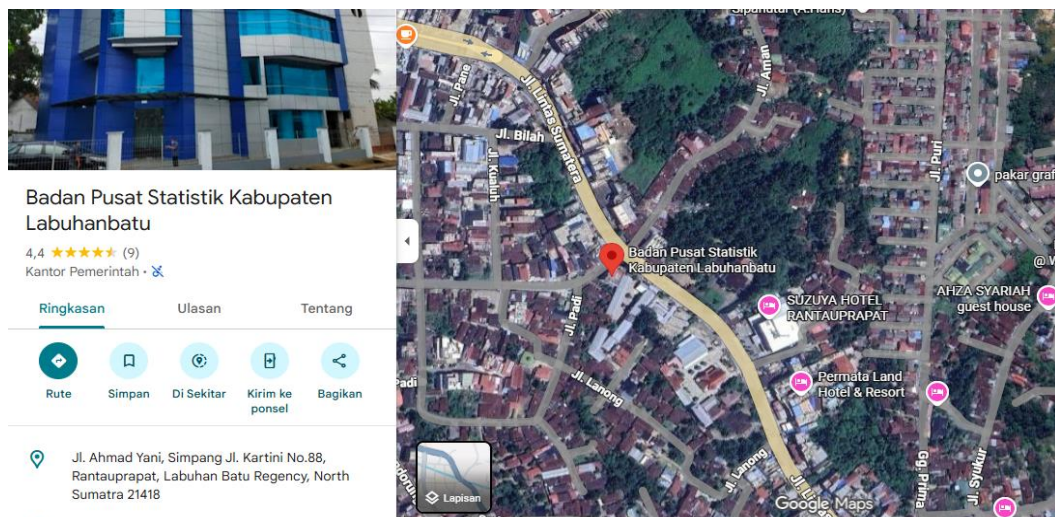 Badan Pusat Statistik Kabupaten
Labuhanbatu
4,4 (9)
Kantor Pemerintah ·
Ringkasan
Ulasan
Tentang
Rute
Simpan
Di Sekitar
Kirim ke
ponsel
Bagikan
Jl. Ahmad Yani, Simpang Jl. Kartini No.88,
Rantauprapat, Labuhan Batu Regency, North
Sumatra 21418
Jl. Pane
Jl. Lintas Sumatera
Jl. Bilah
Jl. Kualuh
Jl. Aman
Jl. Puri
pakar graf
Badan Pusat Statistik
Kabupaten Labuhanbatu
@ W
SUZUYA HOTEL
RANTAUPRAPAT
AHZA SYARIAH
guest house
Jl. Padi
Padi
Jl. Lanong
Permata Land
Hotel & Resort
Jl. Lanong
Gg. Prima
Jl. Syukur
Lapisan
Google Maps